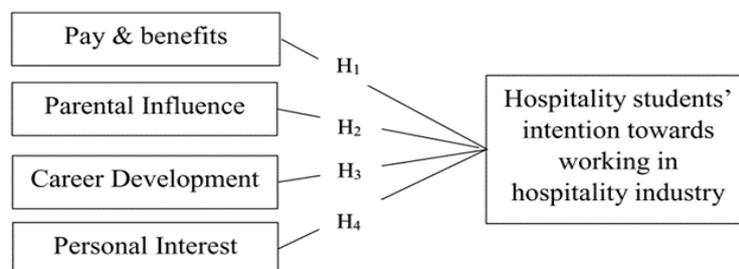 Pay & benefits
H₁
Parental Influence
H₂
Career Development
H₃
Personal Interest
H₄
Hospitality students’
intention towards
working in
hospitality industry